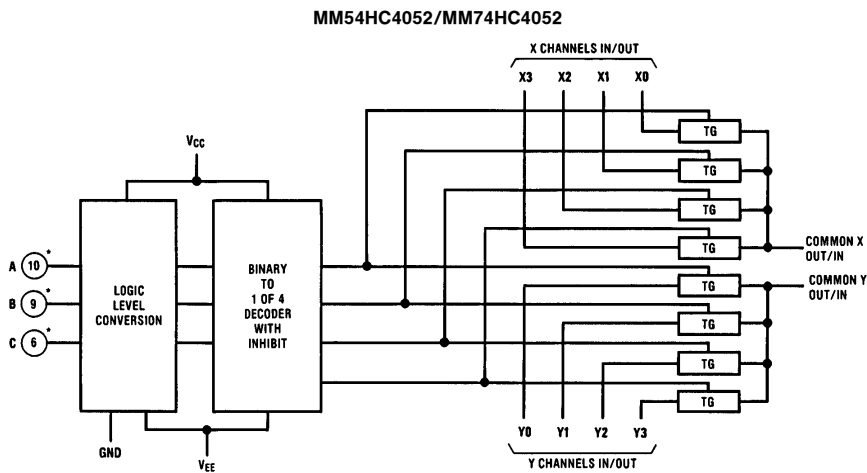 MM54HC4052/MM74HC4052
X CHANNELS IN/OUT
X3 X2 X1 X0
TG
TG
TG
TG
VCC
A 10 *
B 9 *
C 6 *
LOGIC
LEVEL
CONVERSION
BINARY
TO
1 OF 4
DECODER
WITH
INHIBIT
COMMON X
OUT/IN
COMMON Y
OUT/IN
TG
TG
TG
TG
GND
VEE
Y0 Y1 Y2 Y3
Y CHANNELS IN/OUT